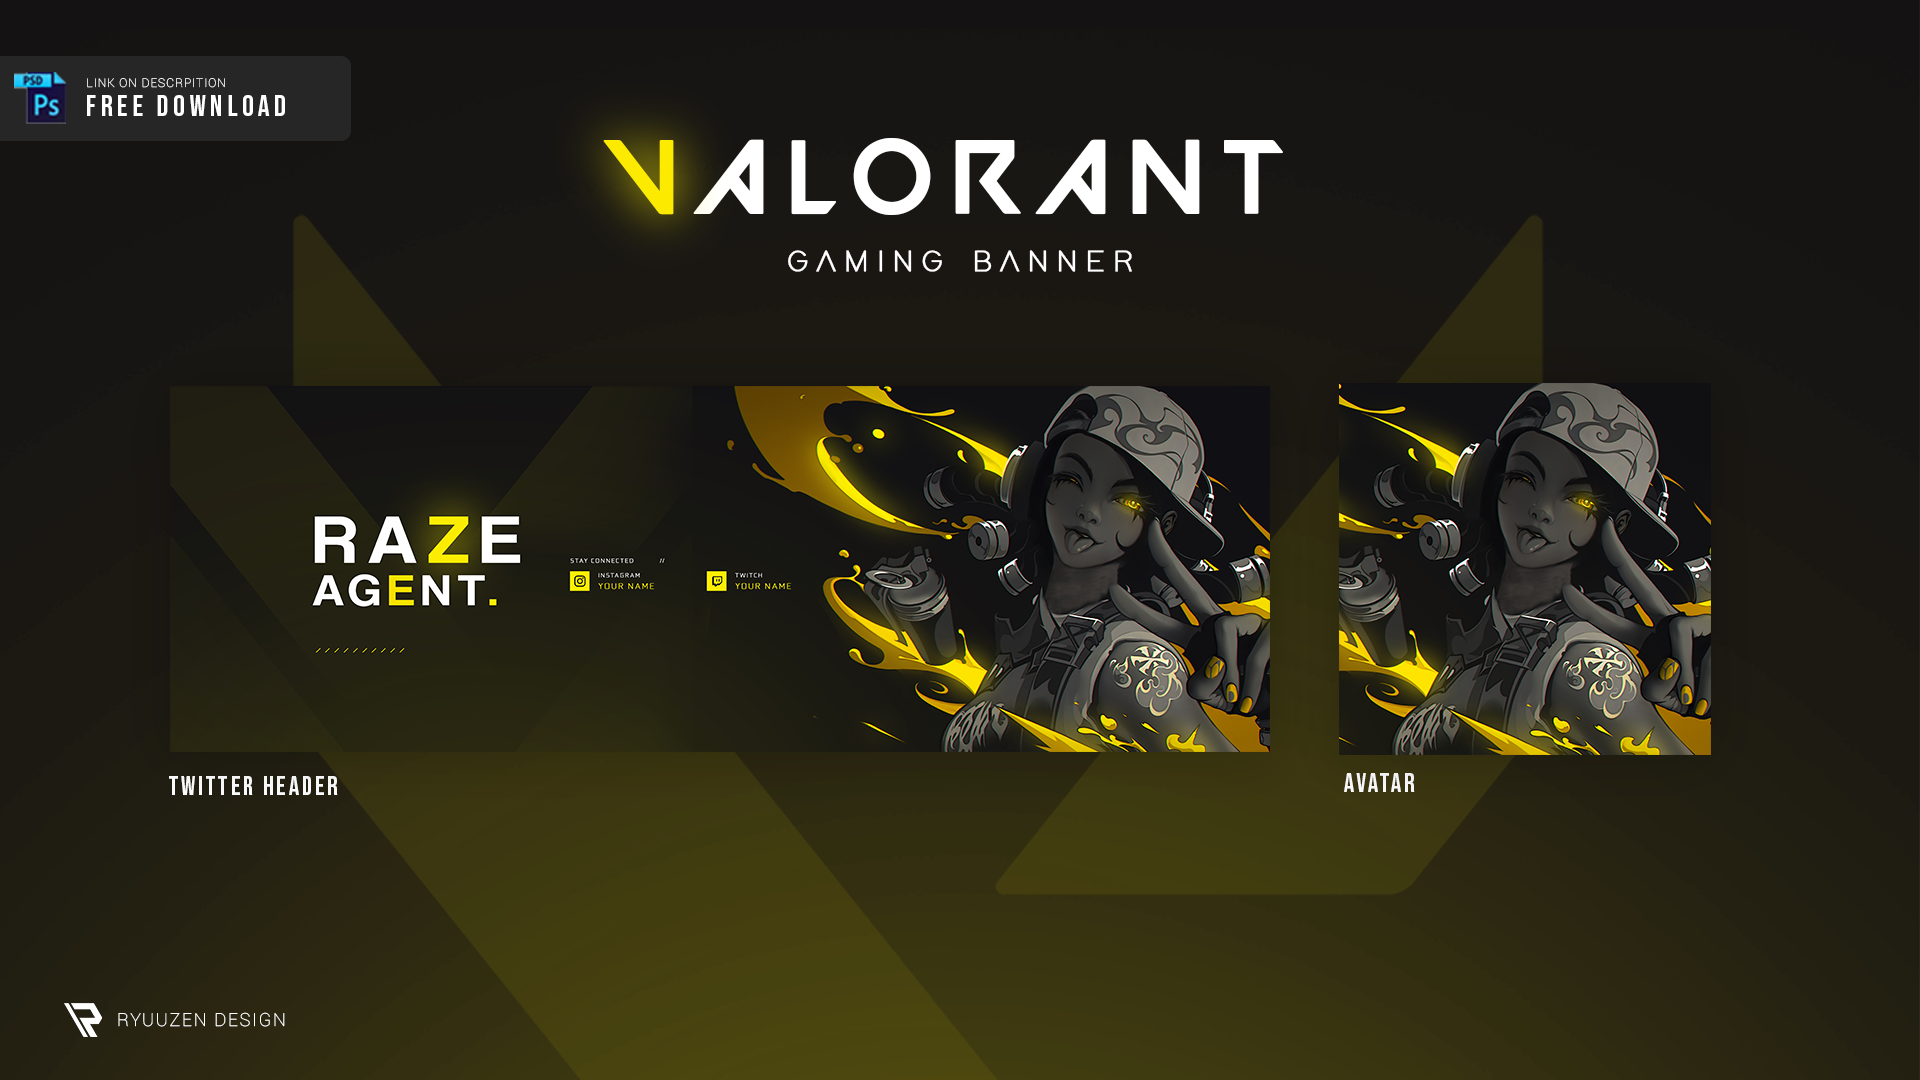 PSD
Ps
LINK ON DESCRPITION
FREE DOWNLOAD
VALORANT
GAMING BANNER
RAZE
AGENT.
STAY CONNECTED //
INSTAGRAM
YOUR NAME
TWITCH
YOUR NAME
TWITTER HEADER
AVATAR
RYUUZEN DESIGN